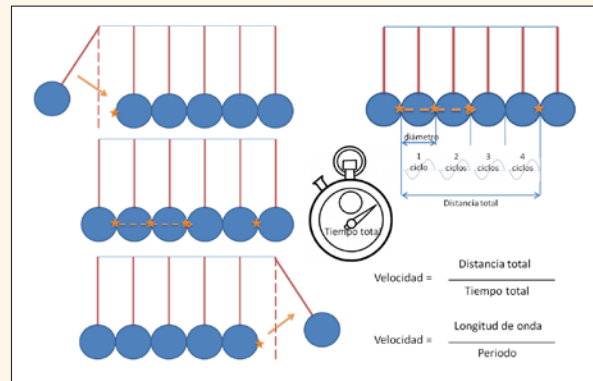 diámetro
1 2 3 4
ciclo ciclos ciclos ciclos
Distancia total
Tiempo total
Velocidad = Distancia total
Tiempo total
Velocidad = Longitud de onda
Periodo